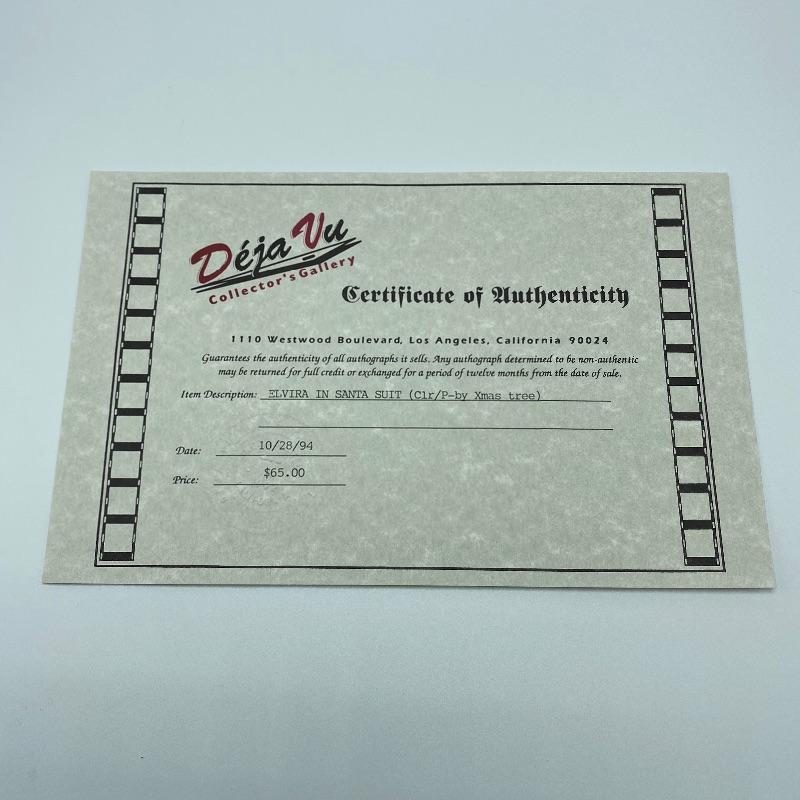 Déja Vu
Collector's Gallery
Certificate of Authenticity
1110 Westwood Boulevard, Los Angeles, California 90024
Guarantees the authenticity of all autographs it sells. Any authograph determined to be non-authentic
may be returned for full credit or exchanged for a period of twelve months from the date of sale.
Item Description: ELVIRA IN SANTA SUIT (Clr/P-by Xmas tree)
Date: 10/28/94
Price: $65.00